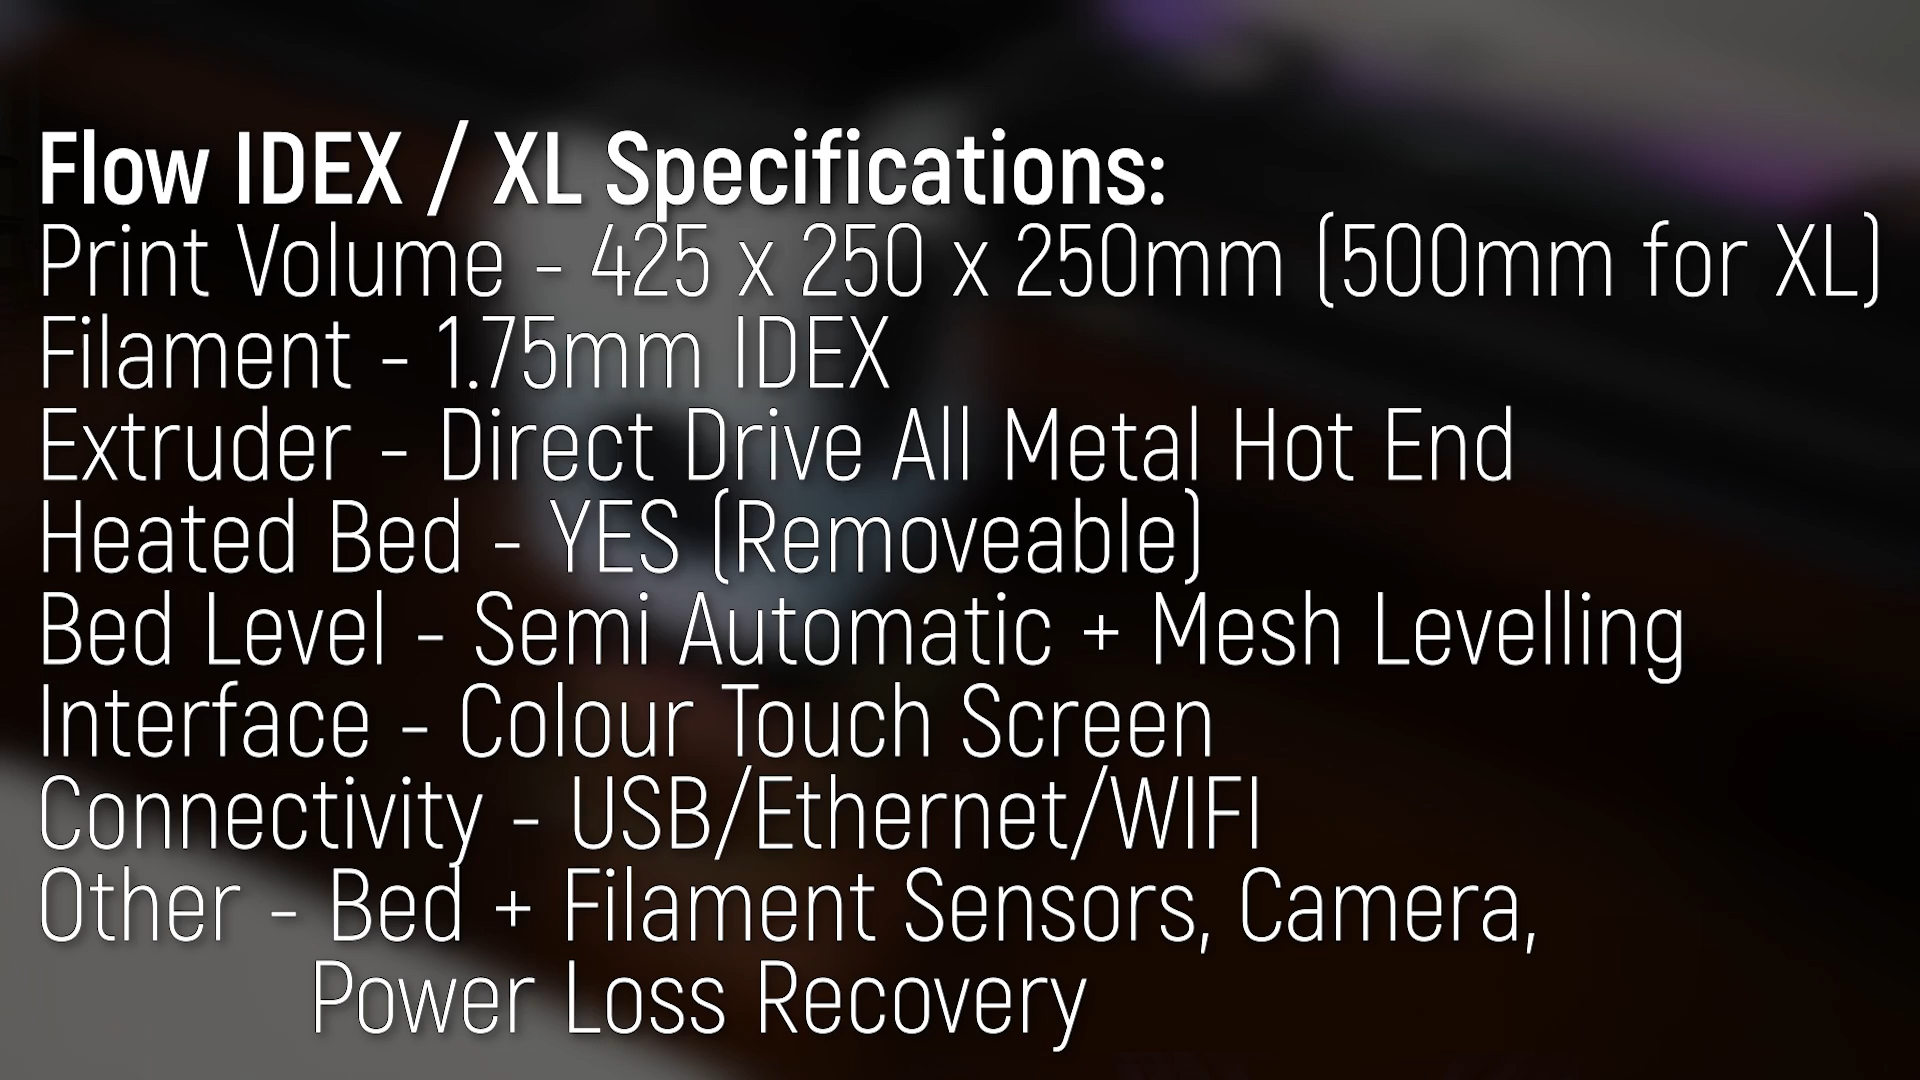 Flow IDEX / XL Specifications:
Print Volume - 425 x 250 x 250mm (500mm for XL)
Filament - 1.75mm IDEX
Extruder - Direct Drive All Metal Hot End
Heated Bed - YES (Removeable)
Bed Level - Semi Automatic + Mesh Levelling
Interface - Colour Touch Screen
Connectivity - USB/Ethernet/WIFI
Other - Bed + Filament Sensors, Camera,
Power Loss Recovery